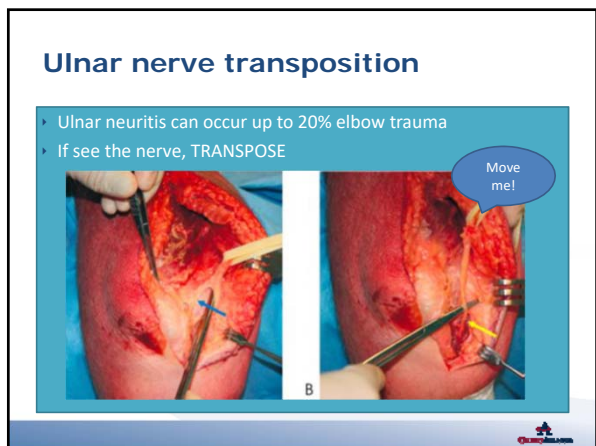 Ulnar nerve transposition
Ulnar neuritis can occur up to 20% elbow trauma
If see the nerve, TRANSPOSE
Move
me!
B